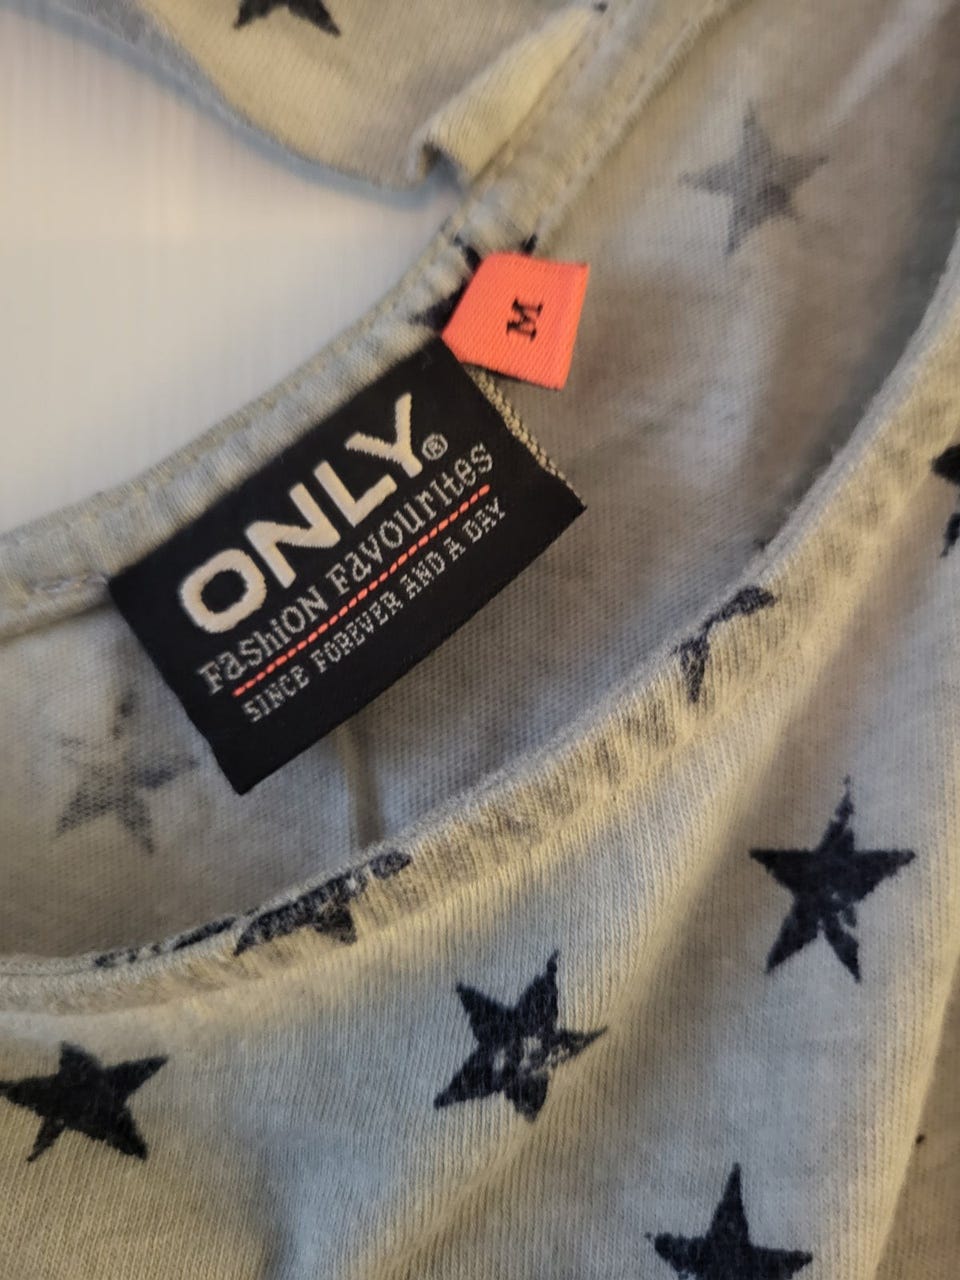 M
ONLY®
Fashion Favourites
SINCE FOREVER AND A DAY